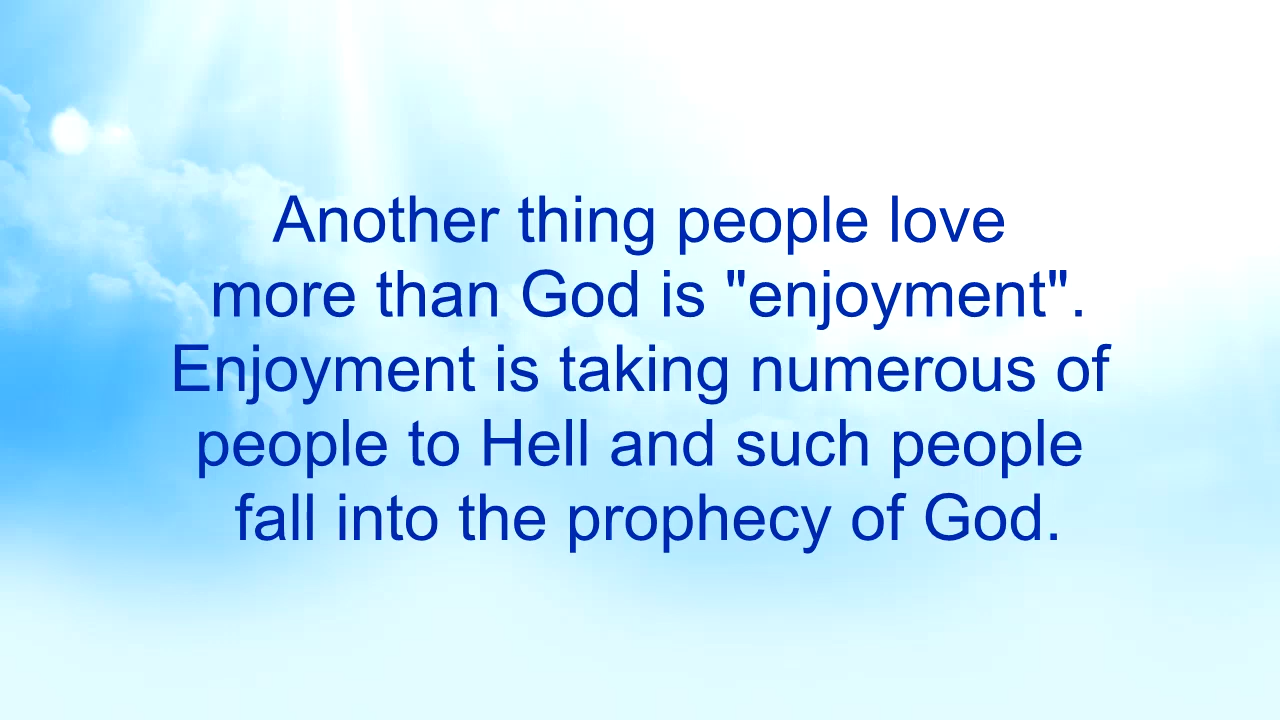 Another thing people love
more than God is "enjoyment".
Enjoyment is taking numerous of
people to Hell and such people
fall into the prophecy of God.